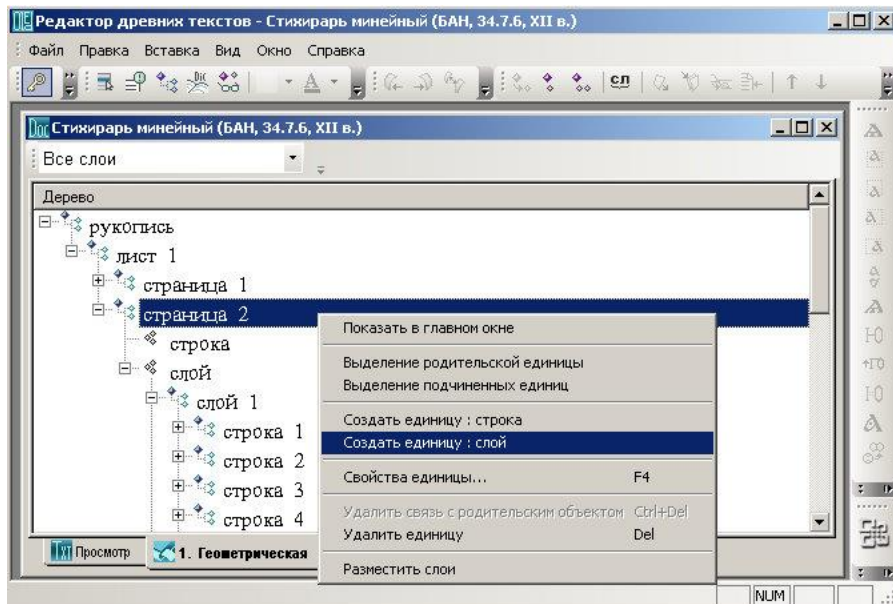 Редактор древних текстов - Стихирарь минейный (БАН, 34.7.6, XII в.)
Файл Правка Вставка Вид Окно Справка
СЛ
Doc Стихирарь минейный (БАН, 34.7.6, XII в.)
Все слои
Дерево
рукопись
лист 1
страница 1
страница 2
строка
слой
слой 1
строка 1
строка 2
строка 3
строка 4
Показать в главном окне
Выделение родительской единицы
Выделение подчиненных единиц
Создать единицу : строка
Создать единицу : слой
Свойства единицы... F4
Удалить связь с родительским объектом Ctrl+Del
Удалить единицу Del
Разместить слои
Txt Просмотр 1. Геометрическая
NUM